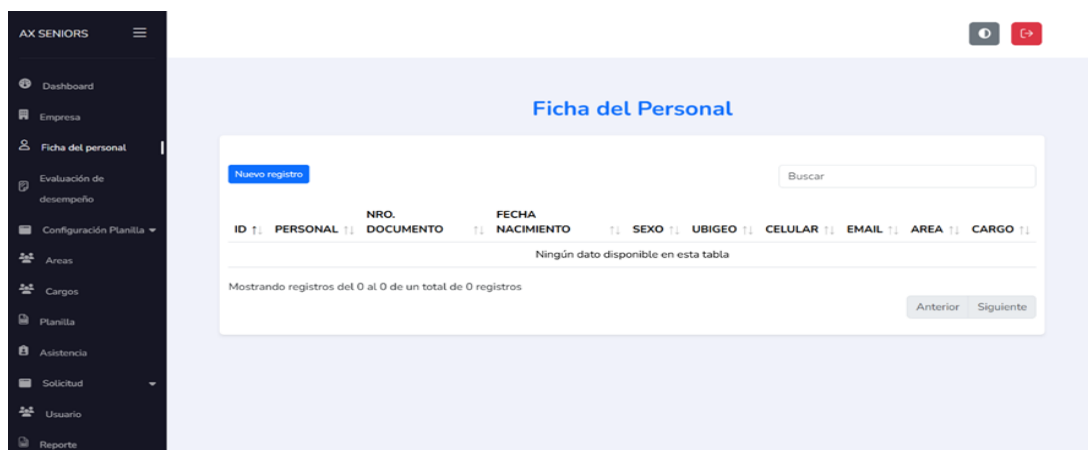 AX SENIORS
Dashboard
Empresa
Ficha del personal
Evaluación de
desempeño
Configuración Planilla
Areas
Cargos
Planilla
Asistencia
Solicitud
Usuario
Reporte
Ficha del Personal
Nuevo registro
Buscar
ID PERSONAL NRO. DOCUMENTO FECHA NACIMIENTO SEXO UBIGEO CELULAR EMAIL AREA CARGO
Ningún dato disponible en esta tabla
Mostrando registros del 0 al 0 de un total de 0 registros
Anterior Siguiente